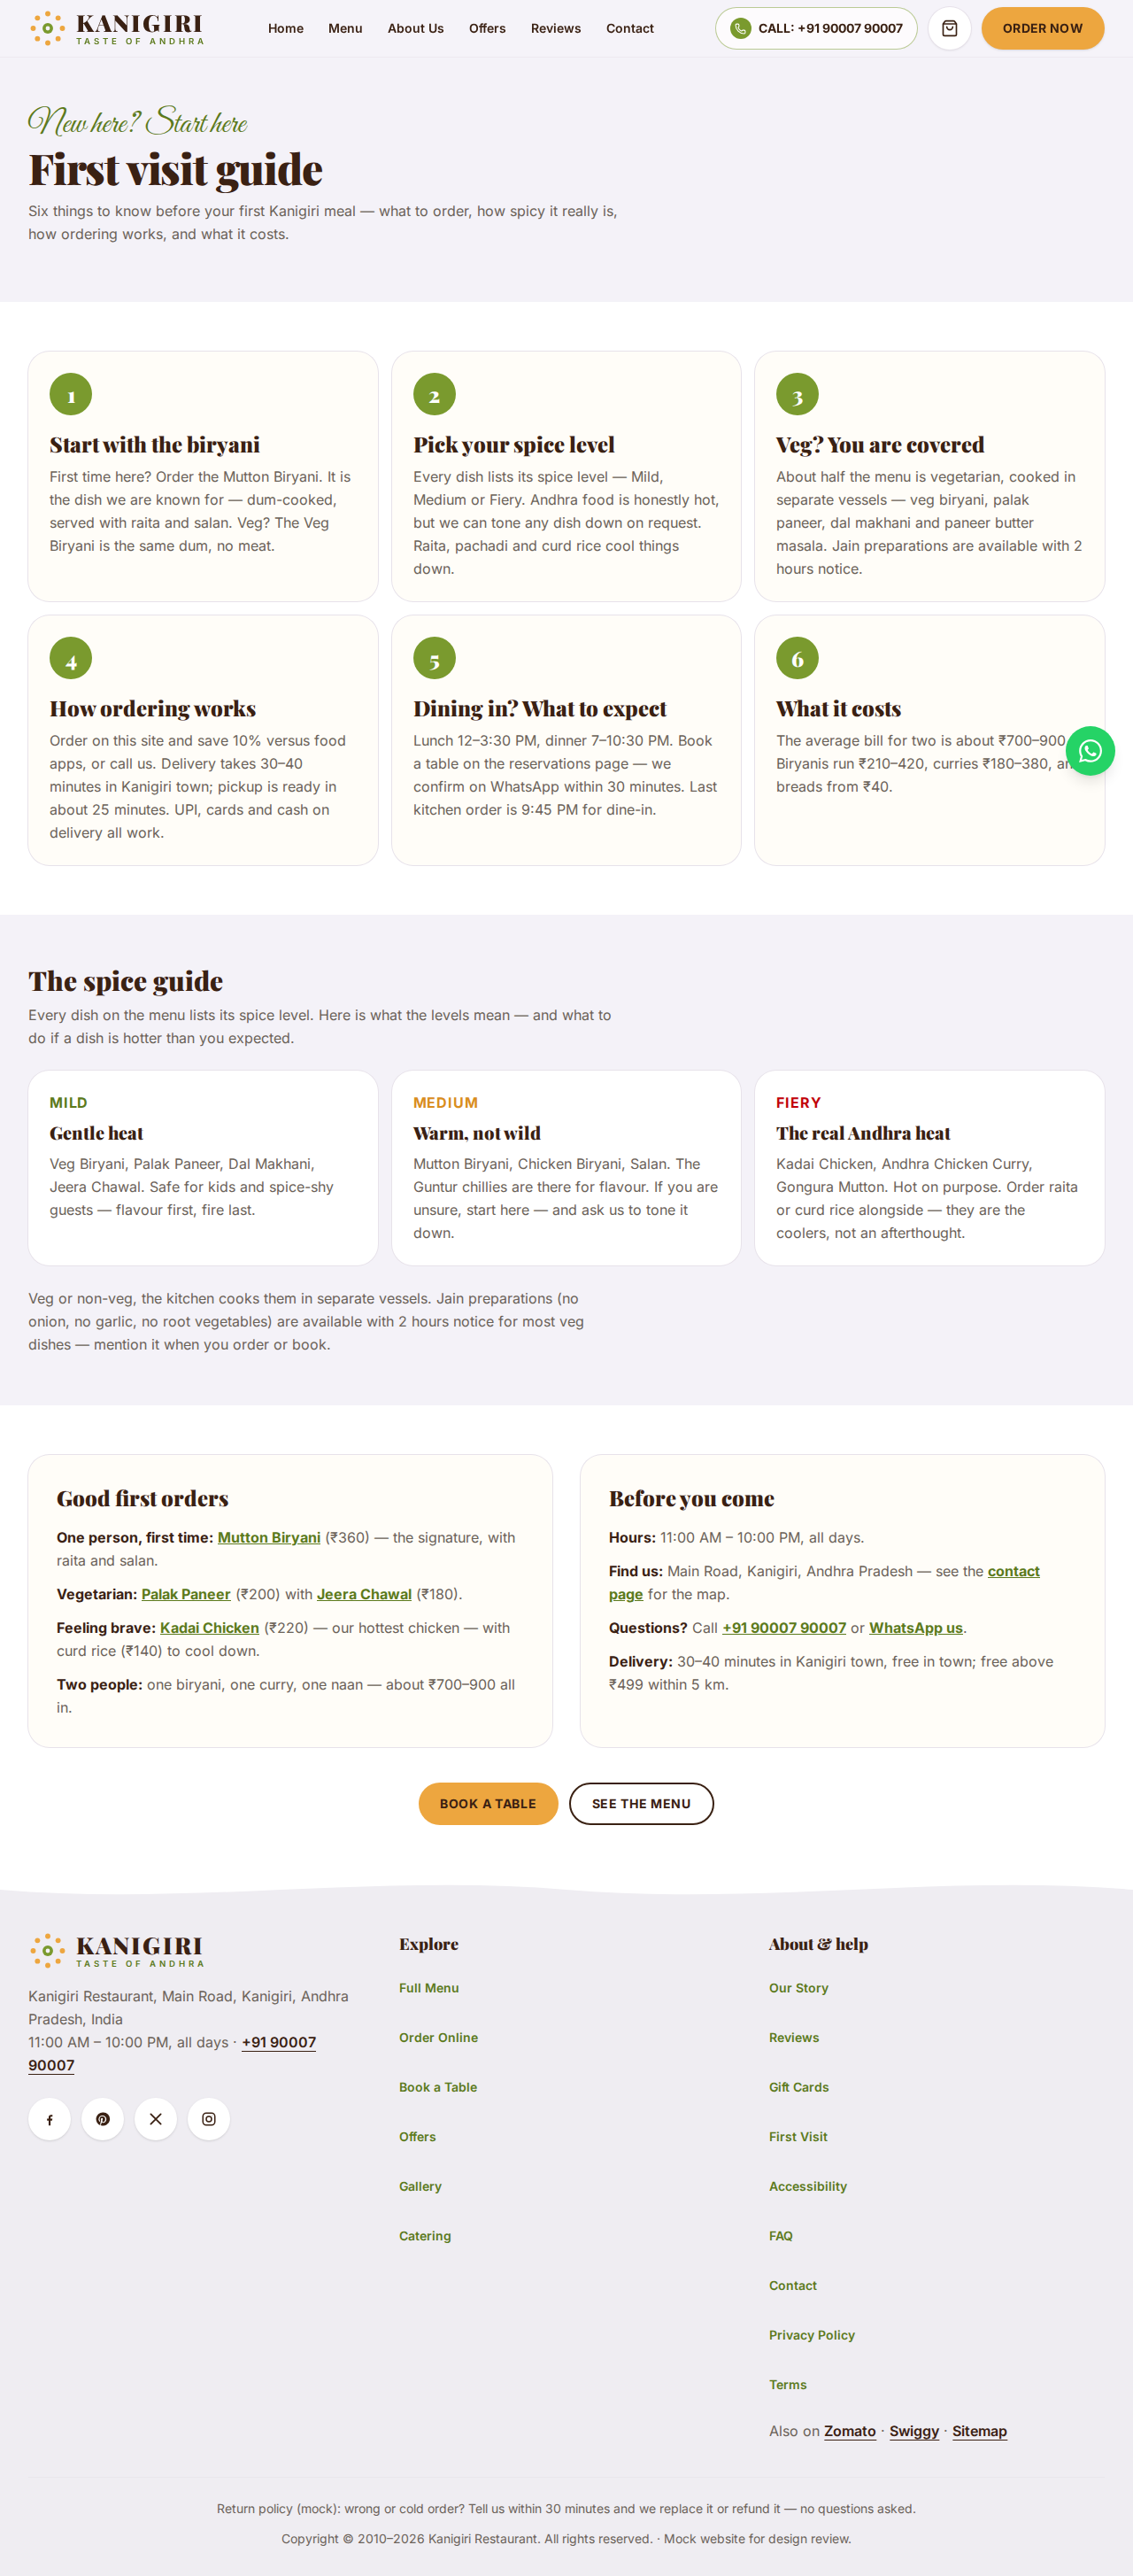 KANIGIRI
TASTE OF ANDHRA
Home Menu About Us Offers Reviews Contact
CALL: +91 90007 90007
ORDER NOW
New here? Start here
First visit guide
Six things to know before your first Kanigiri meal — what to order, how spicy it really is,
how ordering works, and what it costs.
1
Start with the biryani
First time here? Order the Mutton Biryani. It is
the dish we are known for — dum-cooked,
served with raita and salan. Veg? The Veg
Biryani is the same dum, no meat.
2
Pick your spice level
Every dish lists its spice level — Mild,
Medium or Fiery. Andhra food is honestly hot,
but we can tone any dish down on request.
Raita, pachadi and curd rice cool things
down.
3
Veg? You are covered
About half the menu is vegetarian, cooked in
separate vessels — veg biryani, palak
paneer, dal makhani and paneer butter
masala. Jain preparations are available with 2
hours notice.
4
How ordering works
Order on this site and save 10% versus food
apps, or call us. Delivery takes 30–40
minutes in Kanigiri town; pickup is ready in
about 25 minutes. UPI, cards and cash on
delivery all work.
5
Dining in? What to expect
Lunch 12–3:30 PM, dinner 7–10:30 PM. Book
a table on the reservations page — we
confirm on WhatsApp within 30 minutes. Last
kitchen order is 9:45 PM for dine-in.
6
What it costs
The average bill for two is about ₹700–900
Biryanis run ₹210–420, curries ₹180–380,
breads from ₹40.
The spice guide
Every dish on the menu lists its spice level. Here is what the levels mean — and what to
do if a dish is hotter than you expected.
MILD
Gentle heat
Veg Biryani, Palak Paneer, Dal Makhani,
Jeera Chawal. Safe for kids and spice-shy
guests — flavour first, fire last.
MEDIUM
Warm, not wild
Mutton Biryani, Chicken Biryani, Salan. The
Guntur chillies are there for flavour. If you are
unsure, start here — and ask us to tone it
down.
FIERY
The real Andhra heat
Kadai Chicken, Andhra Chicken Curry,
Gongura Mutton. Hot on purpose. Order raita
or curd rice alongside — they are the
coolers, not an afterthought.
Veg or non-veg, the kitchen cooks them in separate vessels. Jain preparations (no
onion, no garlic, no root vegetables) are available with 2 hours notice for most veg
dishes — mention it when you order or book.
Good first orders
One person, first time: Mutton Biryani (₹360) — the signature, with
raita and salan.
Vegetarian: Palak Paneer (₹200) with Jeera Chawal (₹180).
Feeling brave: Kadai Chicken (₹220) — our hottest chicken — with
curd rice (₹140) to cool down.
Two people: one biryani, one curry, one naan — about ₹700–900 all
in.
Before you come
Hours: 11:00 AM – 10:00 PM, all days.
Find us: Main Road, Kanigiri, Andhra Pradesh — see the contact
page for the map.
Questions? Call +91 90007 90007 or WhatsApp us.
Delivery: 30–40 minutes in Kanigiri town, free in town; free above
₹499 within 5 km.
BOOK A TABLE
SEE THE MENU
KANIGIRI
TASTE OF ANDHRA
Kanigiri Restaurant, Main Road, Kanigiri, Andhra
Pradesh, India
11:00 AM – 10:00 PM, all days · +91 90007
90007
Explore
Full Menu
Order Online
Book a Table
Offers
Gallery
Catering
About & help
Our Story
Reviews
Gift Cards
First Visit
Accessibility
FAQ
Contact
Privacy Policy
Terms
Also on Zomato · Swiggy · Sitemap
Return policy (mock): wrong or cold order? Tell us within 30 minutes and we replace it or refund it — no questions asked.
Copyright © 2010–2026 Kanigiri Restaurant. All rights reserved. · Mock website for design review.